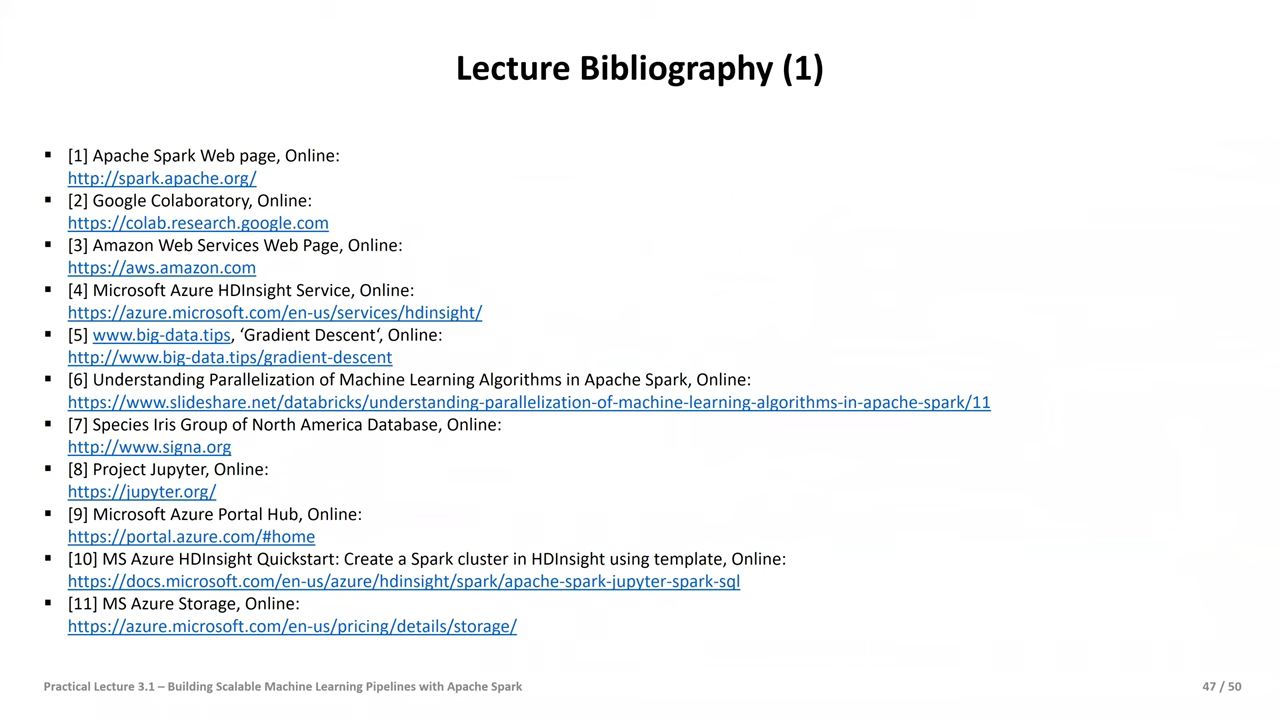 Lecture Bibliography (1)
▪ [1] Apache Spark Web page, Online:
http://spark.apache.org/
▪ [2] Google Colaboratory, Online:
https://colab.research.google.com
▪ [3] Amazon Web Services Web Page, Online:
https://aws.amazon.com
▪ [4] Microsoft Azure HDInsight Service, Online:
https://azure.microsoft.com/en-us/services/hdinsight/
▪ [5] www.big-data.tips, ‘Gradient Descent‘, Online:
http://www.big-data.tips/gradient-descent
▪ [6] Understanding Parallelization of Machine Learning Algorithms in Apache Spark, Online:
https://www.slideshare.net/databricks/understanding-parallelization-of-machine-learning-algorithms-in-apache-spark/11
▪ [7] Species Iris Group of North America Database, Online:
http://www.signa.org
▪ [8] Project Jupyter, Online:
https://jupyter.org/
▪ [9] Microsoft Azure Portal Hub, Online:
https://portal.azure.com/#home
▪ [10] MS Azure HDInsight Quickstart: Create a Spark cluster in HDInsight using template, Online:
https://docs.microsoft.com/en-us/azure/hdinsight/spark/apache-spark-jupyter-spark-sql
▪ [11] MS Azure Storage, Online:
https://azure.microsoft.com/en-us/pricing/details/storage/
Practical Lecture 3.1 – Building Scalable Machine Learning Pipelines with Apache Spark
47 / 50